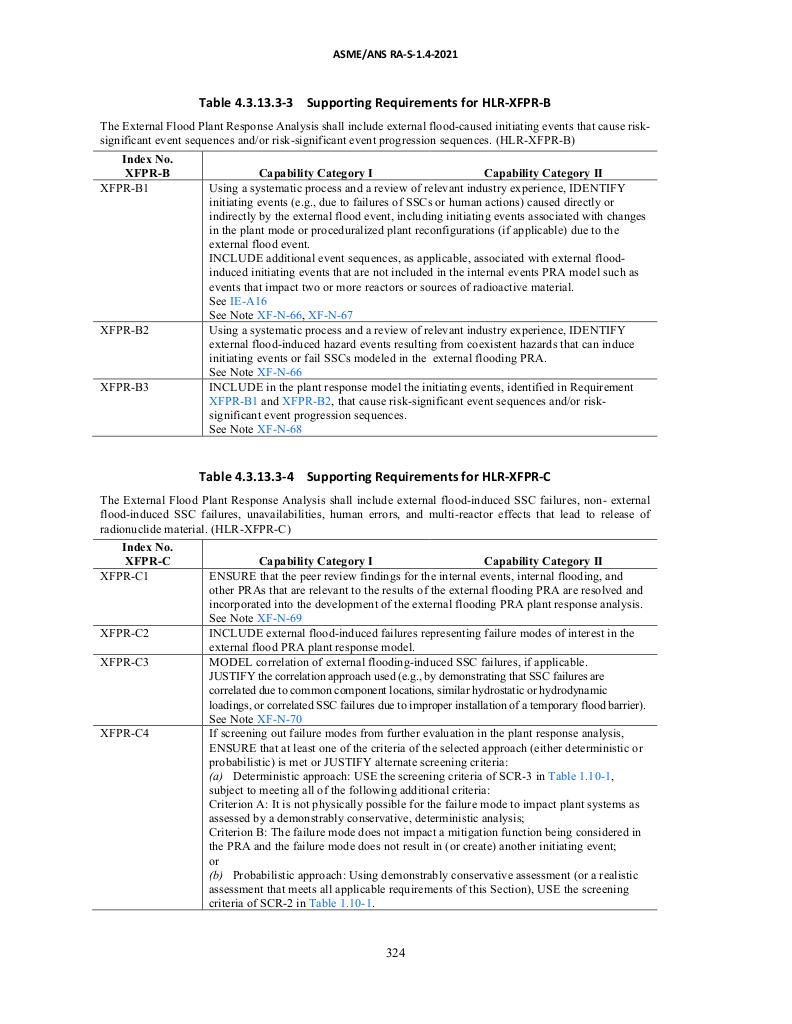 ASME/ANS RA-S-1.4-2021
Table 4.3.13.3-3 Supporting Requirements for HLR-XFPR-B
The External Flood Plant Response Analysis shall include external flood-caused initiating events that cause risk-
significant event sequences and/or risk-significant event progression sequences. (HLR-XFPR-B)
Index No.
XFPR-B Capability Category I Capability Category II
XFPR-B1 Using a systematic process and a review of relevant industry experience, IDENTIFY
initiating events (e.g., due to failures of SSCs or human actions) caused directly or
indirectly by the external flood event, including initiating events associated with changes
in the plant mode or proceduralized plant reconfigurations (if applicable) due to the
external flood event.
INCLUDE additional event sequences, as applicable, associated with external flood-
induced initiating events that are not included in the internal events PRA model such as
events that impact two or more reactors or sources of radioactive material.
See IE-A16
See Note XF-N-66, XF-N-67
XFPR-B2 Using a systematic process and a review of relevant industry experience, IDENTIFY
external flood-induced hazard events resulting from coexistent hazards that can induce
initiating events or fail SSCs modeled in the external flooding PRA.
See Note XF-N-66
XFPR-B3 INCLUDE in the plant response model the initiating events, identified in Requirement
XFPR-B1 and XFPR-B2, that cause risk-significant event sequences and/or risk-
significant event progression sequences.
See Note XF-N-68
Table 4.3.13.3-4 Supporting Requirements for HLR-XFPR-C
The External Flood Plant Response Analysis shall include external flood-induced SSC failures, non- external
flood-induced SSC failures, unavailabilities, human errors, and multi-reactor effects that lead to release of
radionuclide material. (HLR-XFPR-C)
Index No.
XFPR-C Capability Category I Capability Category II
XFPR-C1 ENSURE that the peer review findings for the internal events, internal flooding, and
other PRAs that are relevant to the results of the external flooding PRA are resolved and
incorporated into the development of the external flooding PRA plant response analysis.
See Note XF-N-69
XFPR-C2 INCLUDE external flood-induced failures representing failure modes of interest in the
external flood PRA plant response model.
XFPR-C3 MODEL correlation of external flooding-induced SSC failures, if applicable.
JUSTIFY the correlation approach used (e.g., by demonstrating that SSC failures are
correlated due to common component locations, similar hydrostatic or hydrodynamic
loadings, or correlated SSC failures due to improper installation of a temporary flood barrier).
See Note XF-N-70
XFPR-C4 If screening out failure modes from further evaluation in the plant response analysis,
ENSURE that at least one of the criteria of the selected approach (either deterministic or
probabilistic) is met or JUSTIFY alternate screening criteria:
(a) Deterministic approach: USE the screening criteria of SCR-3 in Table 1.10-1,
subject to meeting all of the following additional criteria:
Criterion A: It is not physically possible for the failure mode to impact plant systems as
assessed by a demonstrably conservative, deterministic analysis;
Criterion B: The failure mode does not impact a mitigation function being considered in
the PRA and the failure mode does not result in (or create) another initiating event;
or
(b) Probabilistic approach: Using demonstrably conservative assessment (or a realistic
assessment that meets all applicable requirements of this Section), USE the screening
criteria of SCR-2 in Table 1.10-1.
324